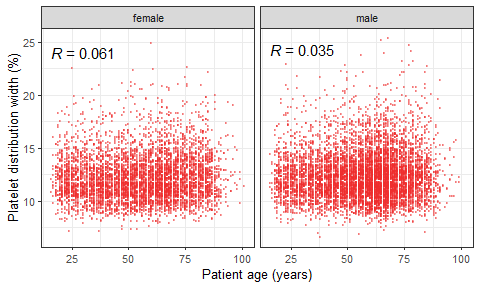 female
male
R = 0.061
R = 0.035
Platelet distribution width (%)
25
20
15
10
25
50
75
100
25
50
75
100
Patient age (years)